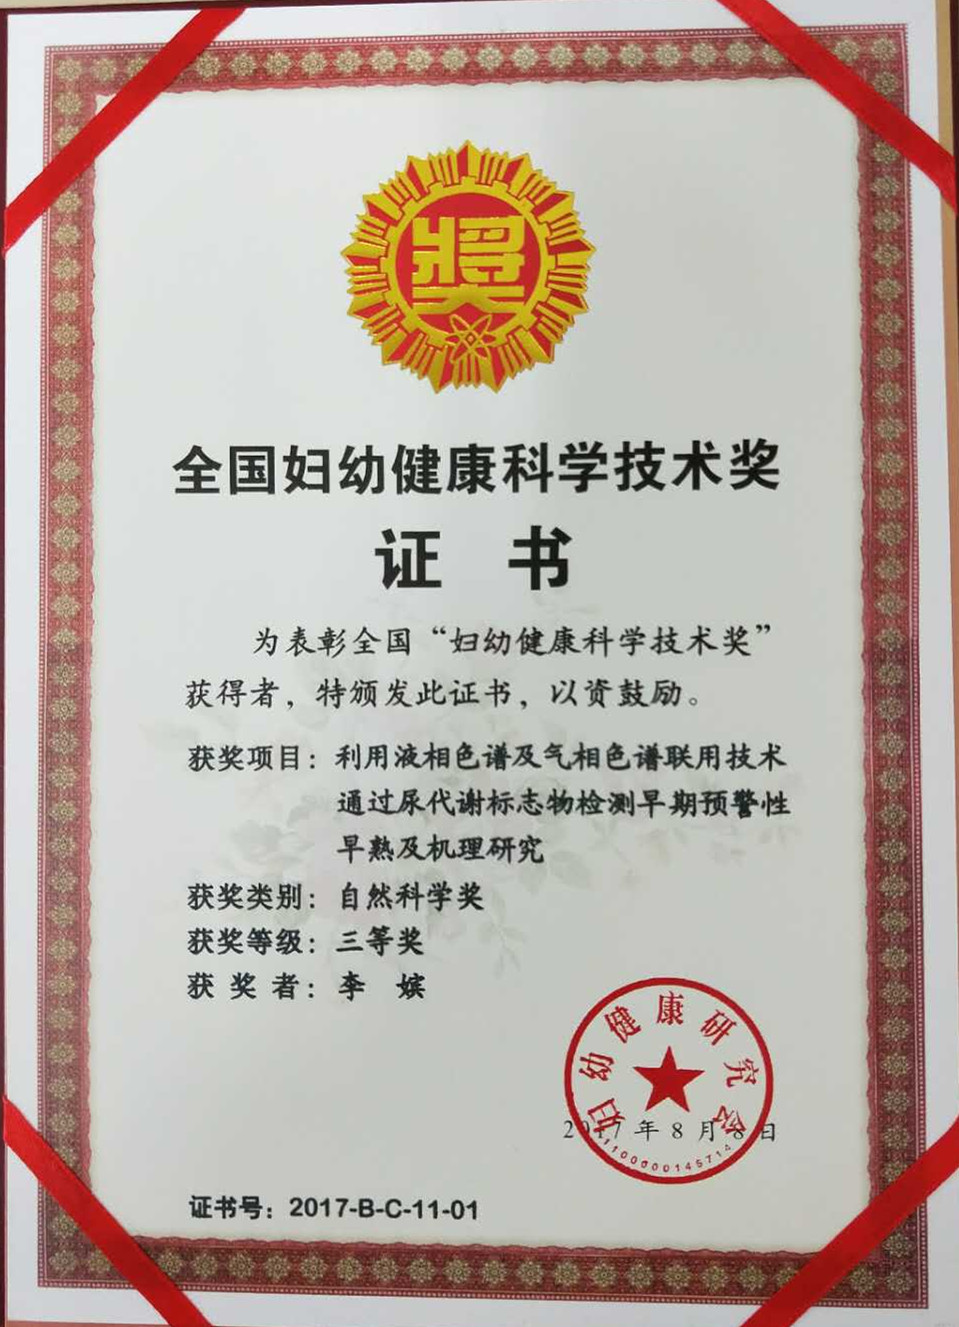 奖
全国妇幼健康科学技术奖
证 书
为表彰全国“妇幼健康科学技术奖”
获得者，特颁发此证书，以资鼓励。
获奖项目：利用液相色谱及气相色谱联用技术
通过尿代谢标志物检测早期预警性
早熟及机理研究
获奖类别：自然科学奖
获奖等级：三等奖
获 奖 者：李 嫔
妇幼健康研究会
2017年8月8日
1100000145714
证书号：2017-B-C-11-01